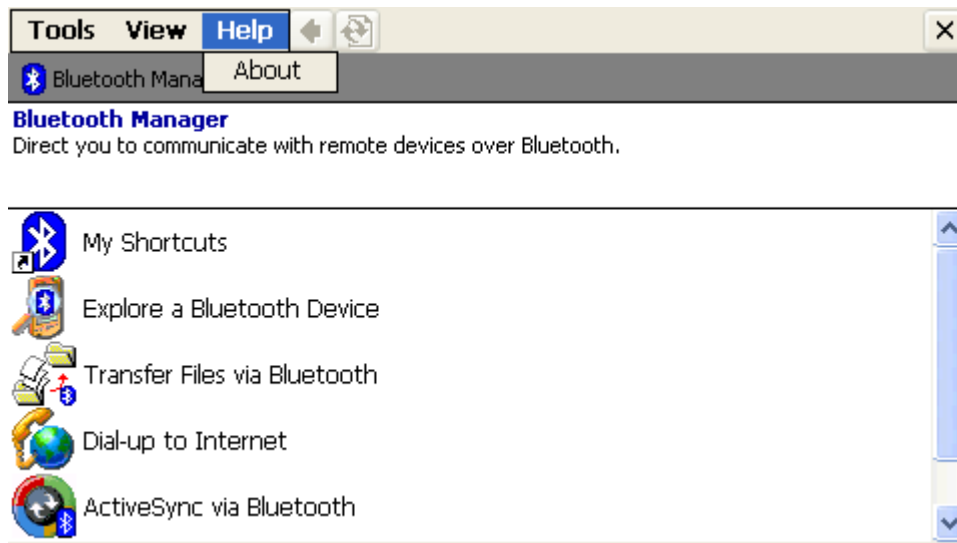 Tools View Help
About
Bluetooth Mana
Bluetooth Manager
Direct you to communicate with remote devices over Bluetooth.
My Shortcuts
Explore a Bluetooth Device
Transfer Files via Bluetooth
Dial-up to Internet
ActiveSync via Bluetooth